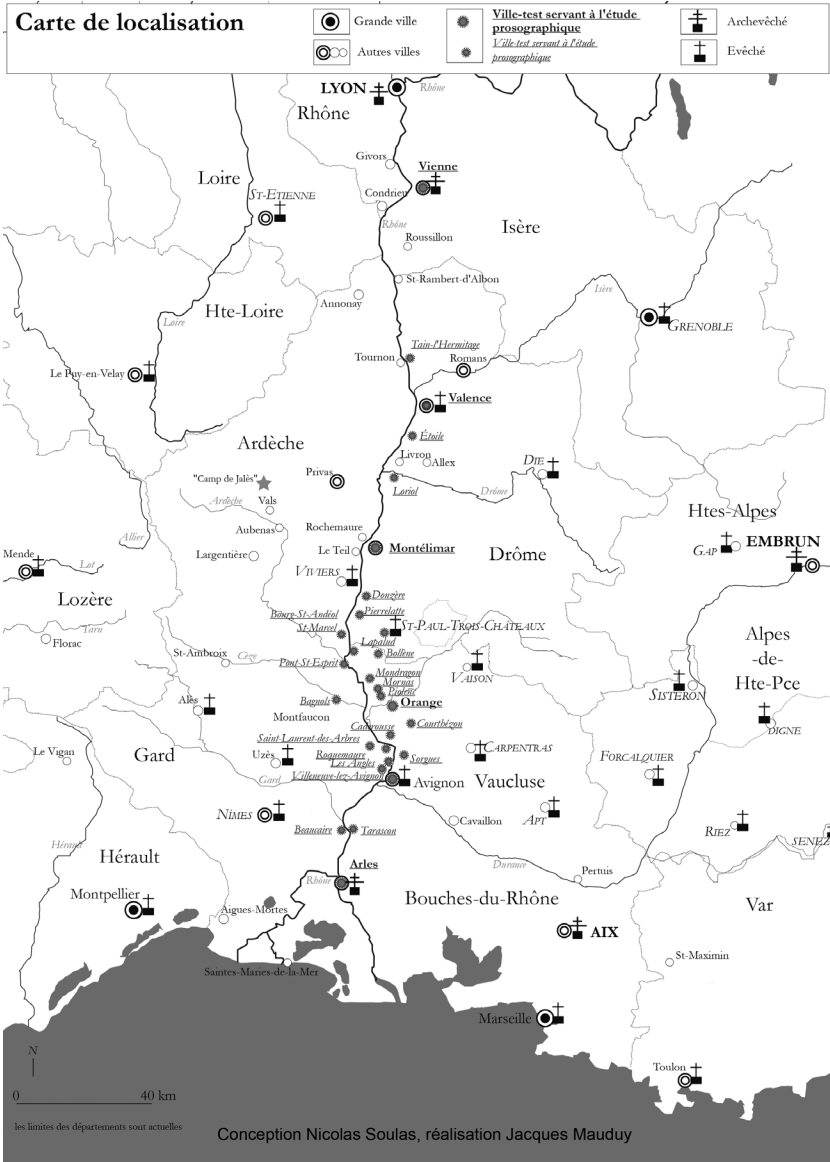 Carte de localisation
Grande ville
Autres villes
Ville-test servant à l'étude
prosographique
Ville-test servant à l'étude
prosographique
Archevêché
Evêché
LYON
Rhône
Rhône
Givors
Vienne
Loire
ST-ETIENNE
Condrieu
Rhône
Roussillon
Isère
St-Rambert-d'Albon
Isère
Annonay
Hte-Loire
Loire
GRENOBLE
Tain-l'Hermitage
Tournon
Romans
Le Puy-en-Velay
Valence
Étoile
Ardèche
Livron
Allex
DIE
Privas
"Camp de Jalès"
Loriol
Drôme
Ardèche
Vals
Htes-Alpes
Aubenas
Rochemaure
Allier
Le Teil
Montélimar
Drôme
GAP
EMBRUN
Mende
Lot
Largentière
VIVIERS
Lozère
Douzère
Bourg-St-Andéol
Pierrelatte
St-Marcel
ST-PAUL-TROIS-CHATEAUX
Tarn
Florac
Lapalud
Bollène
Alpes
-de-
Hte-Pce
St-Ambroix
Cèze
Pont-St-Esprit
Mondragon
VAISON
Mornas
Piolenc
SISTERON
Alès
Bagnols
Orange
Montfaucon
Caderousse
Courthézon
DIGNE
Saint-Laurent-des-Arbres
Le Vigan
Gard
Uzès
Roquemaure
Les Angles
Sorgues
CARPENTRAS
FORCALQUIER
Gard
Villeneuve-lez-Avignon
Avignon
Vaucluse
NÎMES
Cavaillon
APT
RIEZ
SENEZ
Beaucaire
Tarascon
Hérault
Hérault
Arles
Durance
Pertuis
Rhône
Montpellier
Aigues-Mortes
Bouches-du-Rhône
Var
AIX
St-Maximin
Saintes-Maries-de-la-Mer
Marseille
N
Toulon
0 40 km
les limites des départements sont actuelles
Conception Nicolas Soulas, réalisation Jacques Mauduy